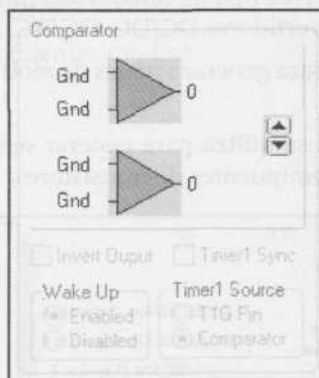 Comparator
Gnd
Gnd
0
Gnd
Gnd
0
Invert Ouput Timer1 Sync
Wake Up
Enabled
Disabled
Timer1 Source
T1G Pin
Comparator